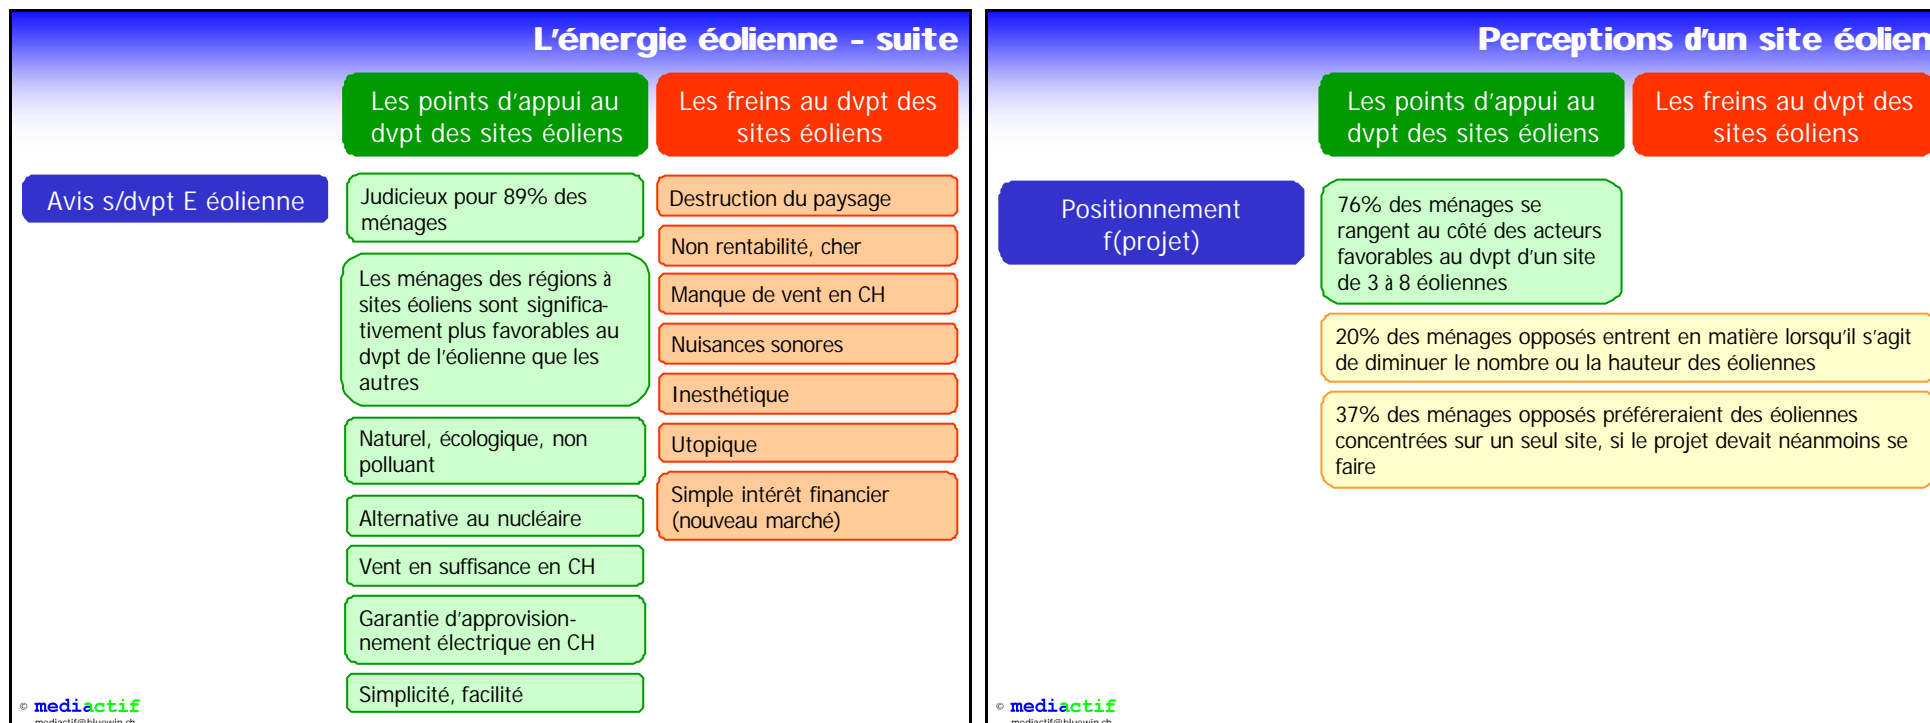 L'énergie éolienne - suite
Les points d'appui au
dvpt des sites éoliens
Les freins au dvpt des
sites éoliens
Avis s/dvpt E éolienne
Judicieux pour 89% des
ménages
Les ménages des régions à
sites éoliens sont significa-
tivement plus favorables au
dvpt de l'éolienne que les
autres
Naturel, écologique, non
polluant
Alternative au nucléaire
Vent en suffisance en CH
Garantie d'approvision-
nement électrique en CH
Simplicité, facilité
Destruction du paysage
Non rentabilité, cher
Manque de vent en CH
Nuisances sonores
Inesthétique
Utopique
Simple intérêt financier
(nouveau marché)
© mediactif
mediactif@bluewin.ch
Perceptions d'un site éolien
Les points d'appui au
dvpt des sites éoliens
Les freins au dvpt des
sites éoliens
Positionnement
f(projet)
76% des ménages se
rangent au côté des acteurs
favorables au dvpt d'un site
de 3 à 8 éoliennes
20% des ménages opposés entrent en matière lorsqu'il s'agit
de diminuer le nombre ou la hauteur des éoliennes
37% des ménages opposés préféreraient des éoliennes
concentrées sur un seul site, si le projet devait néanmoins se
faire
© mediactif
mediactif@bluewin.ch